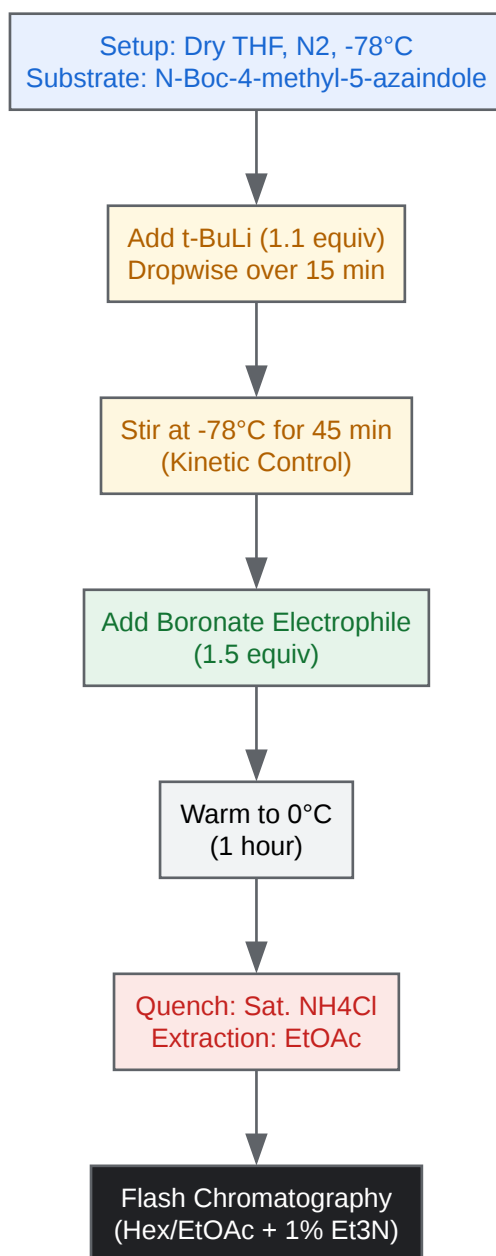 Setup: Dry THF, N2, -78°C
Substrate: N-Boc-4-methyl-5-azaindole
Add t-BuLi (1.1 equiv)
Dropwise over 15 min
Stir at -78°C for 45 min
(Kinetic Control)
Add Boronate Electrophile
(1.5 equiv)
Warm to 0°C
(1 hour)
Quench: Sat. NH4Cl
Extraction: EtOAc
Flash Chromatography
(Hex/EtOAc + 1% Et3N)